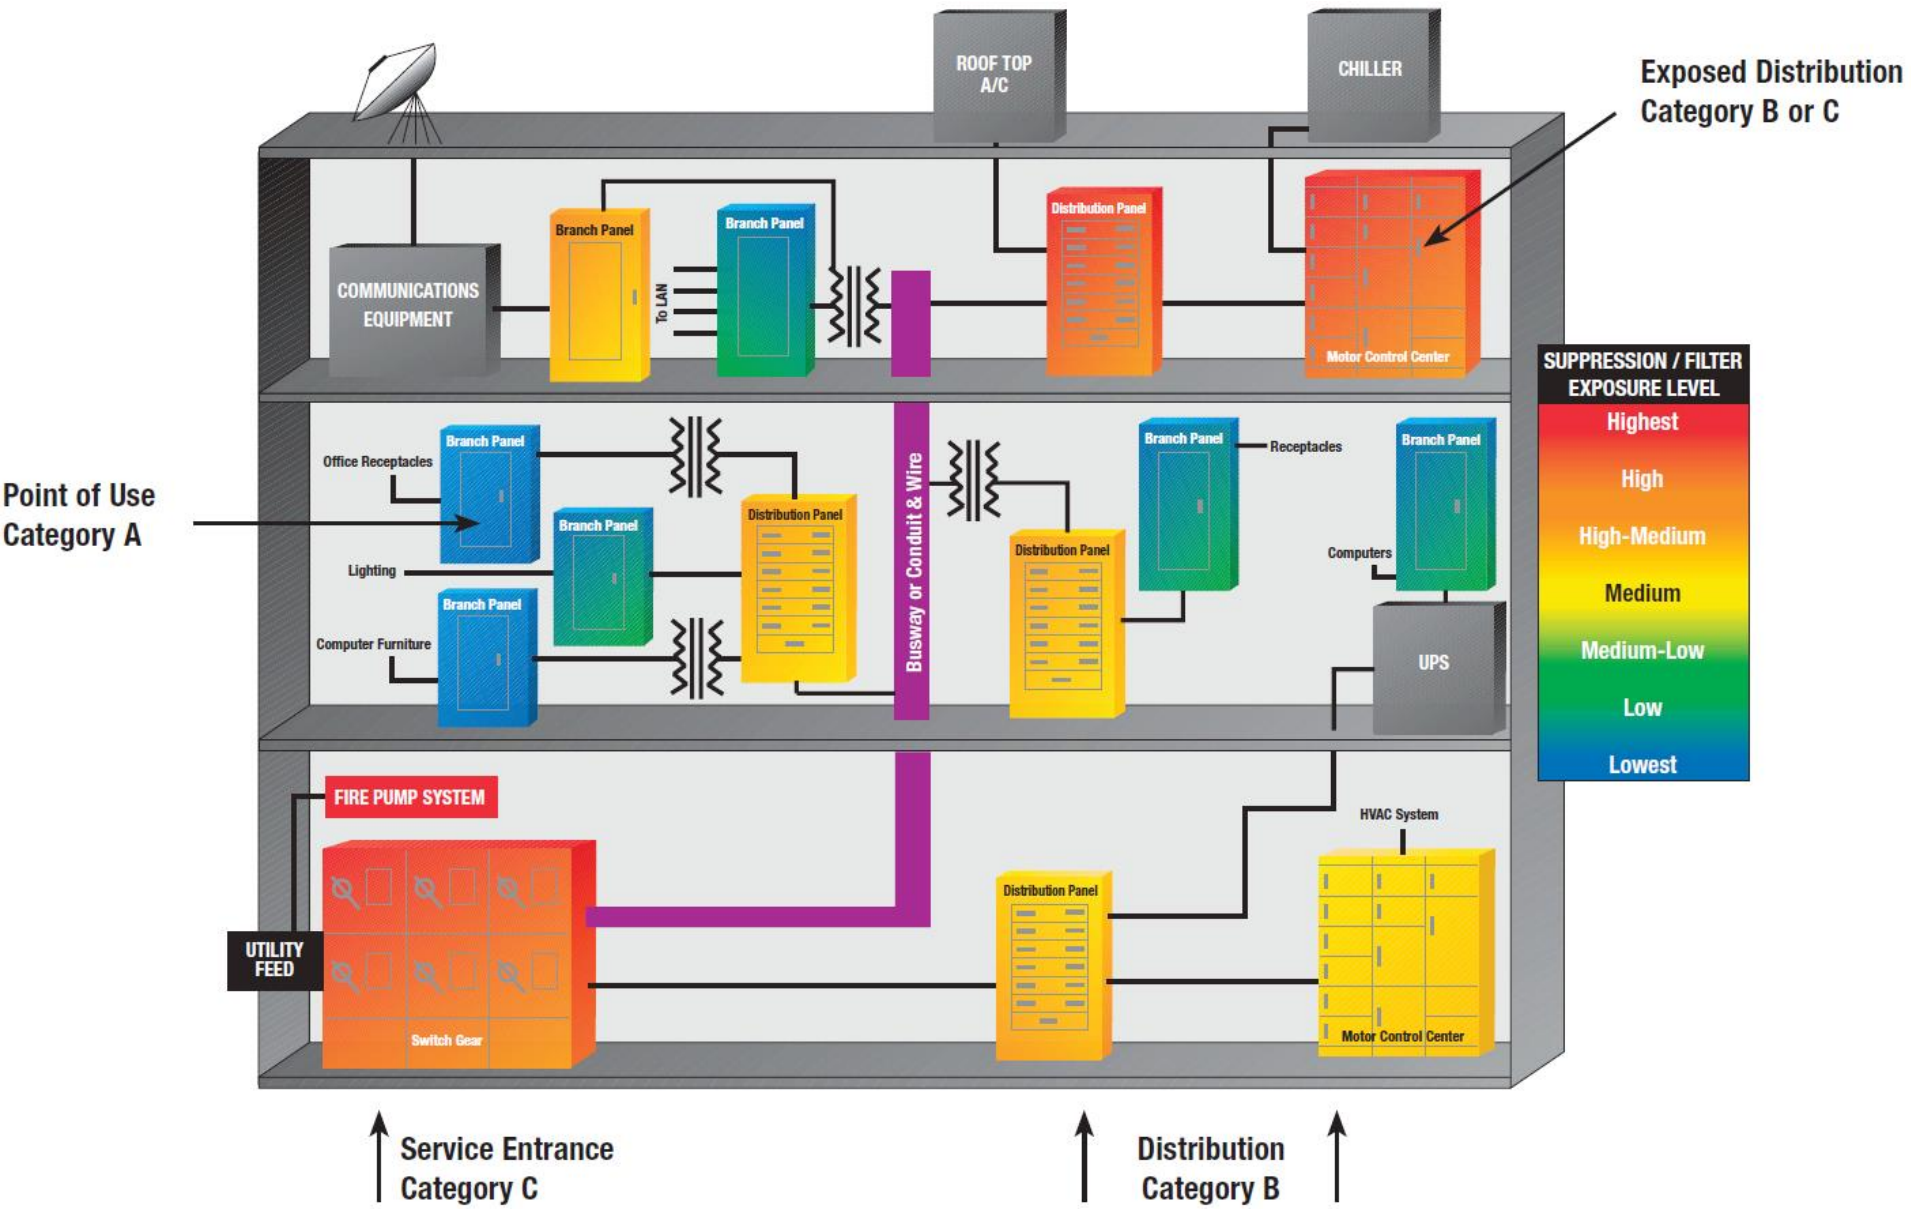 ROOF TOP
A/C
CHILLER
Exposed Distribution
Category B or C
Branch Panel
Branch Panel
Distribution Panel
COMMUNICATIONS
EQUIPMENT
To LAN
Motor Control Center
SUPPRESSION / FILTER
EXPOSURE LEVEL
Highest
High
High-Medium
Medium
Medium-Low
Low
Lowest
Point of Use
Category A
Branch Panel
Office Receptacles
Branch Panel
Lighting
Branch Panel
Computer Furniture
Distribution Panel
Busway or Conduit & Wire
Distribution Panel
Branch Panel
Receptacles
Branch Panel
Computers
UPS
FIRE PUMP SYSTEM
UTILITY
FEED
Switch Gear
Distribution Panel
HVAC System
Motor Control Center
Service Entrance
Category C
Distribution
Category B